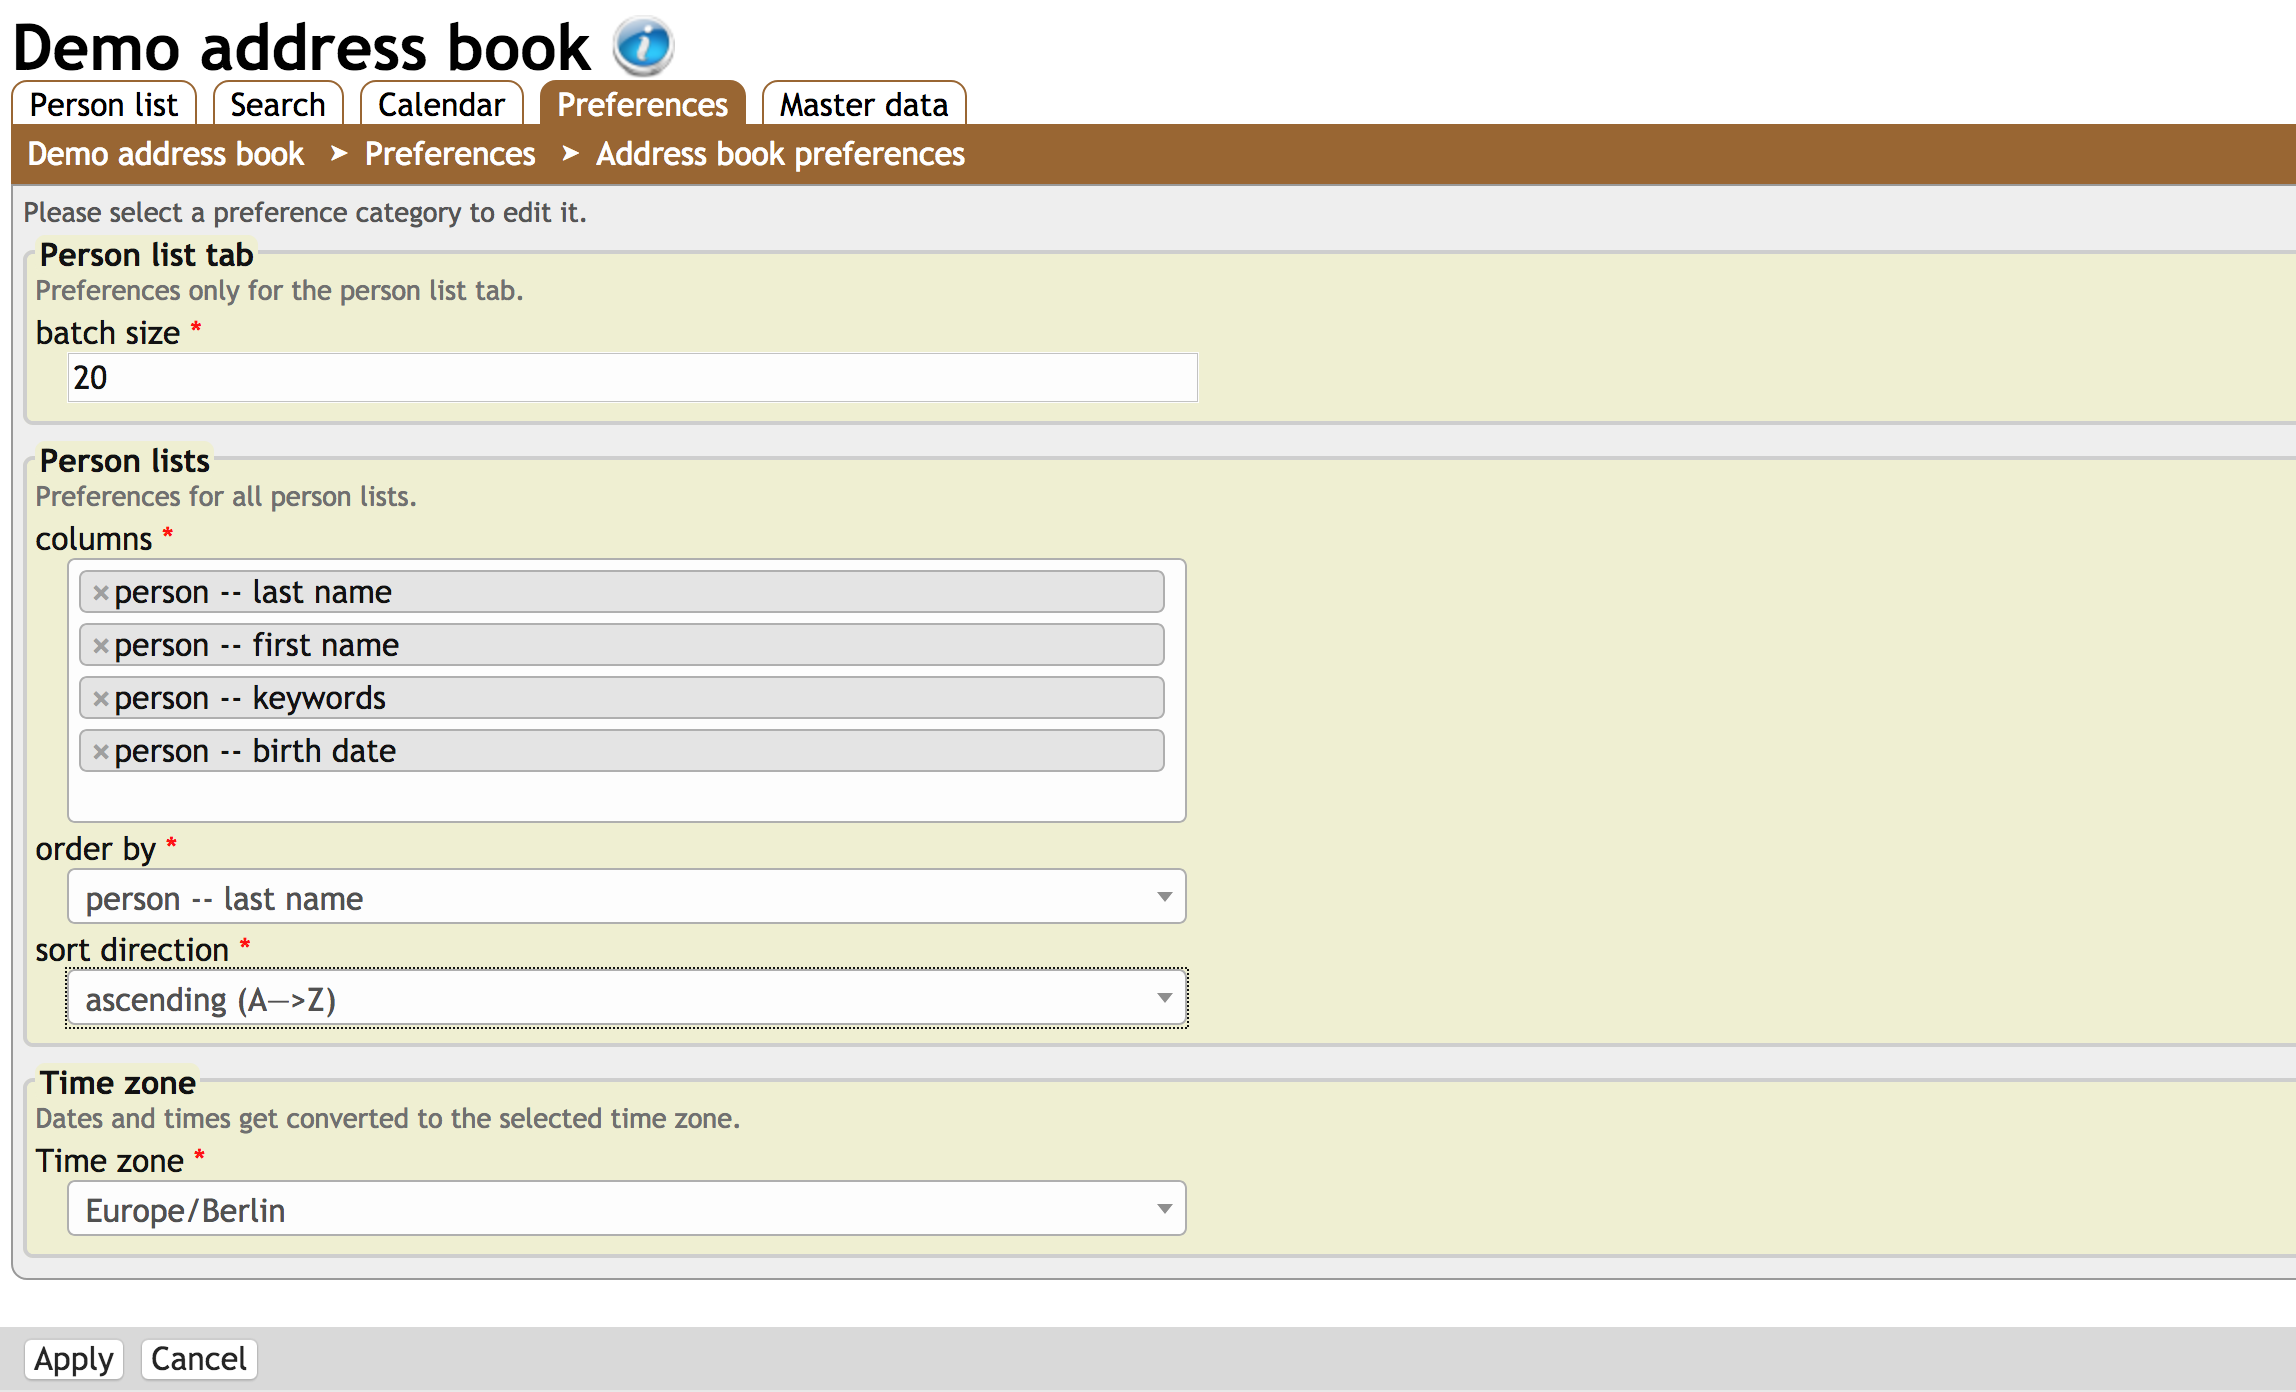 Demo address book
Person list Search Calendar Preferences Master data
Demo address book ➤ Preferences ➤ Address book preferences
Please select a preference category to edit it.
Person list tab
Preferences only for the person list tab.
batch size *
20
Person lists
Preferences for all person lists.
columns *
×person -- last name
×person -- first name
×person -- keywords
×person -- birth date
order by *
person -- last name
sort direction *
ascending (A—>Z)
Time zone
Dates and times get converted to the selected time zone.
Time zone *
Europe/Berlin
Apply Cancel